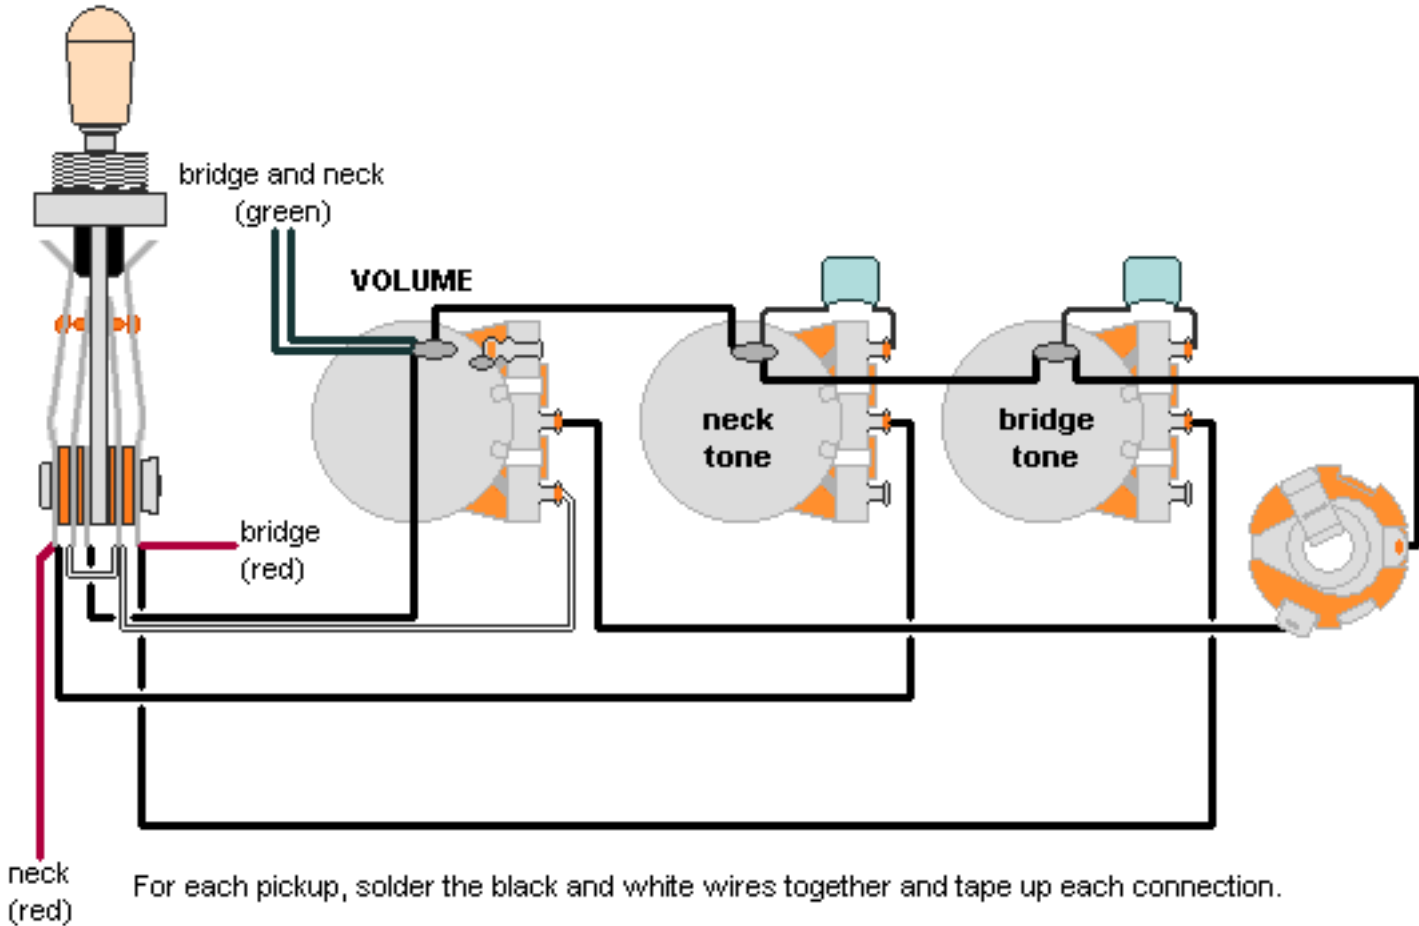 bridge and neck
(green)
VOLUME
neck
tone
bridge
tone
bridge
(red)
neck
(red)
For each pickup, solder the black and white wires together and tape up each connection.